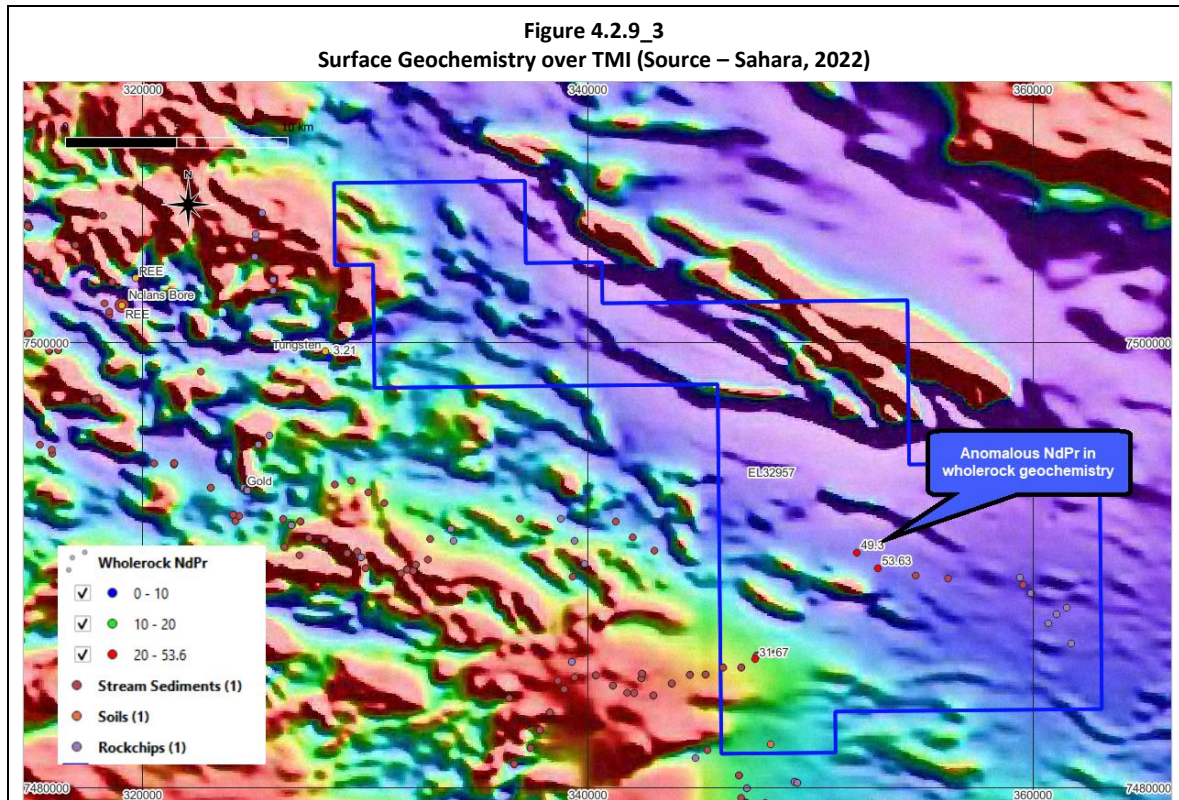 Figure 4.2.9_3
Surface Geochemistry over TMI (Source – Sahara, 2022)
320000
340000
360000
10 km
N
REE
Nolans Bore
REE
Tungsten
3.21
7500000
7500000
Anomalous NdPr in
wholerock geochemistry
EL32957
Gold
49.3
53.63
31.67
Wholerock NdPr
0 - 10
10 - 20
20 - 53.6
Stream Sediments (1)
Soils (1)
Rockchips (1)
7480000
320000
340000
360000
7480000